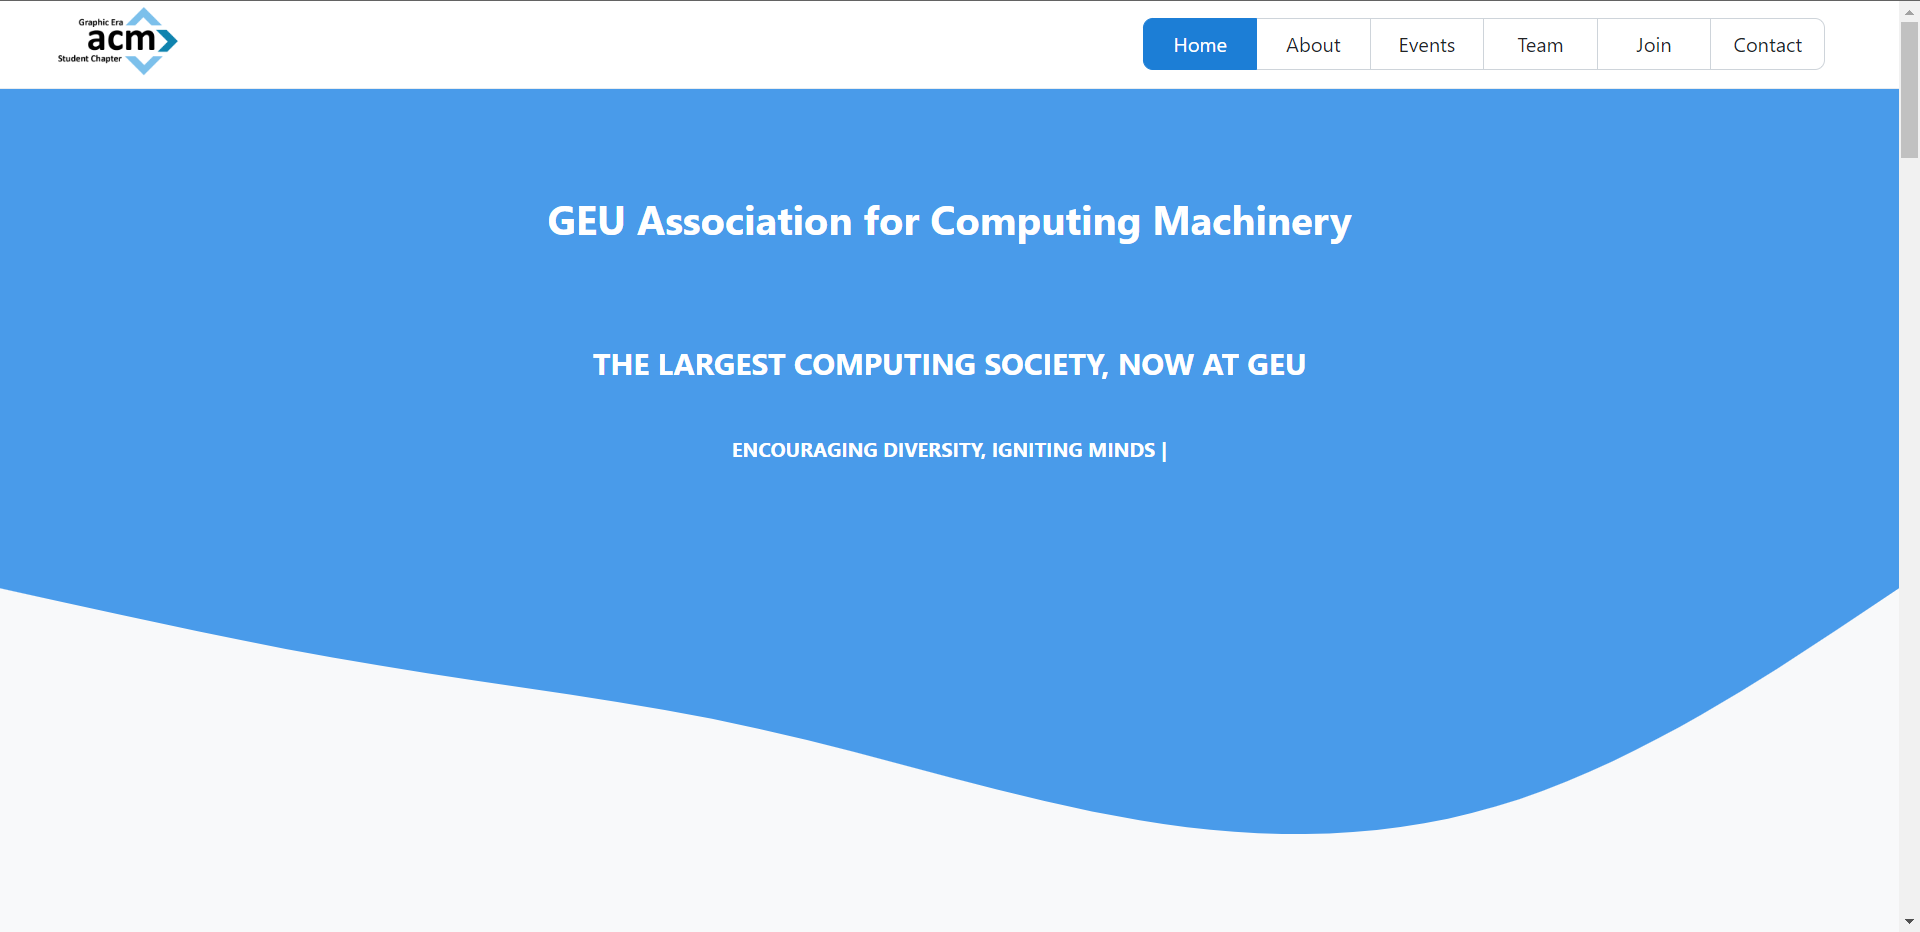 Graphic Era
acm
Student Chapter
Home About Events Team Join Contact
GEU Association for Computing Machinery
THE LARGEST COMPUTING SOCIETY, NOW AT GEU
ENCOURAGING DIVERSITY, IGNITING MINDS |